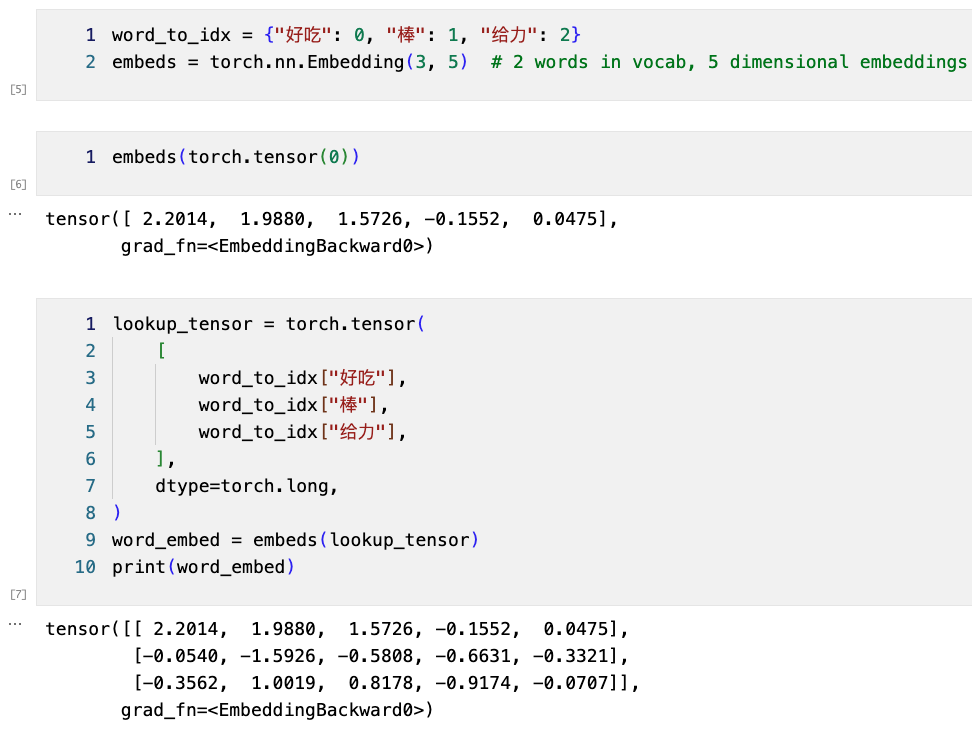 1 word_to_idx = {"好吃": 0, "棒": 1, "给力": 2}
2 embeds = torch.nn.Embedding(3, 5)  # 2 words in vocab, 5 dimensional embeddings
[5]
1 embeds(torch.tensor(0))
[6]
... tensor([ 2.2014,  1.9880,  1.5726, -0.1552,  0.0475],
       grad_fn=<EmbeddingBackward0>)
1 lookup_tensor = torch.tensor(
2     [
3         word_to_idx["好吃"],
4         word_to_idx["棒"],
5         word_to_idx["给力"],
6     ],
7     dtype=torch.long,
8 )
9 word_embed = embeds(lookup_tensor)
10 print(word_embed)
[7]
... tensor([[ 2.2014,  1.9880,  1.5726, -0.1552,  0.0475],
        [-0.0540, -1.5926, -0.5808, -0.6631, -0.3321],
        [-0.3562,  1.0019,  0.8178, -0.9174, -0.0707]],
       grad_fn=<EmbeddingBackward0>)